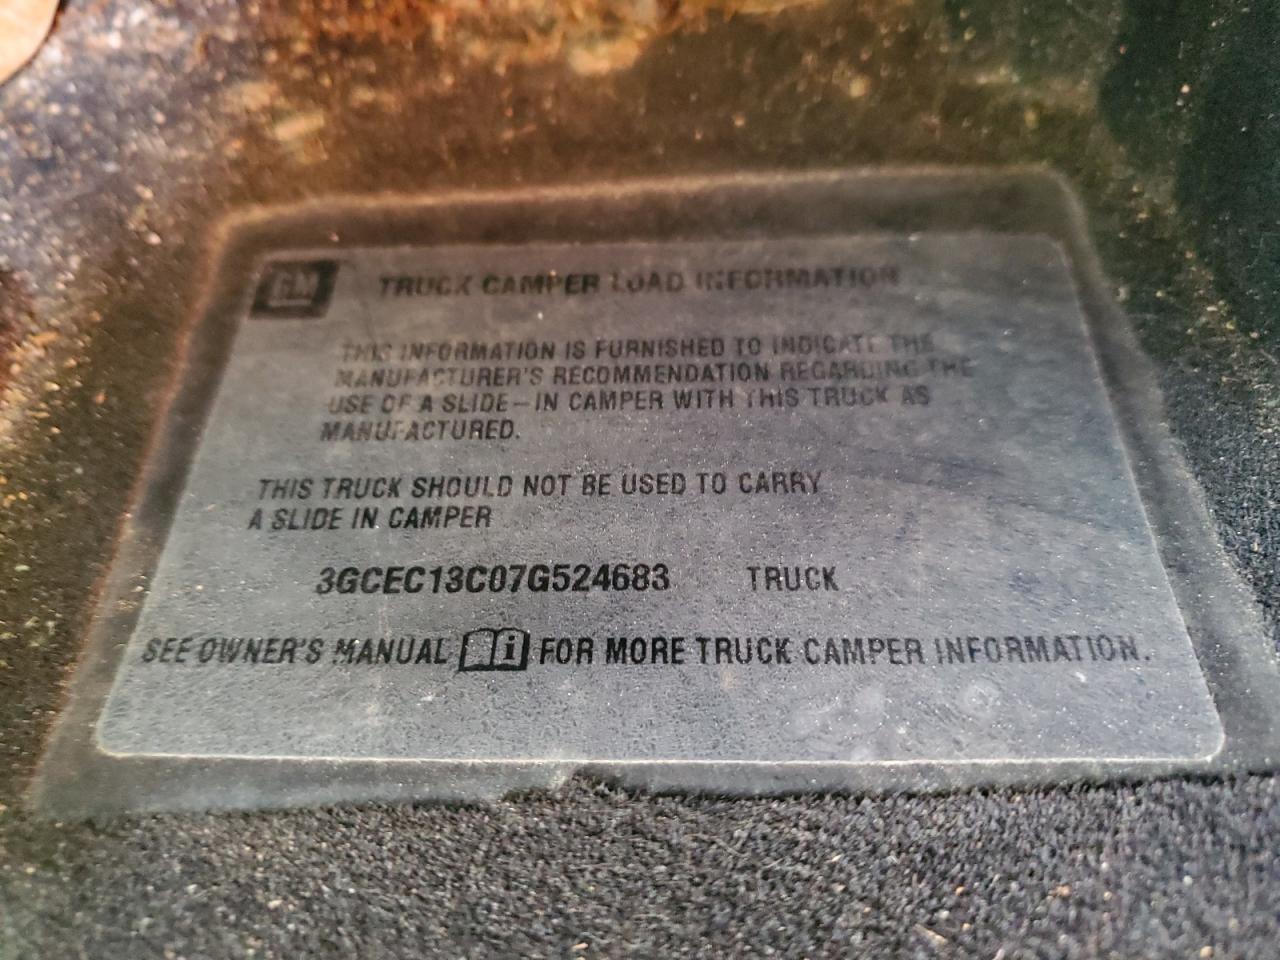 GM TRUCK CAMPER LOAD INFORMATION
THIS INFORMATION IS FURNISHED TO INDICATE THE
MANUFACTURER'S RECOMMENDATION REGARDING THE
USE OF A SLIDE-IN CAMPER WITH THIS TRUCK AS
MANUFACTURED.
THIS TRUCK SHOULD NOT BE USED TO CARRY
A SLIDE IN CAMPER
3GCEC13C07G524683 TRUCK
SEE OWNER'S MANUAL i FOR MORE TRUCK CAMPER INFORMATION.